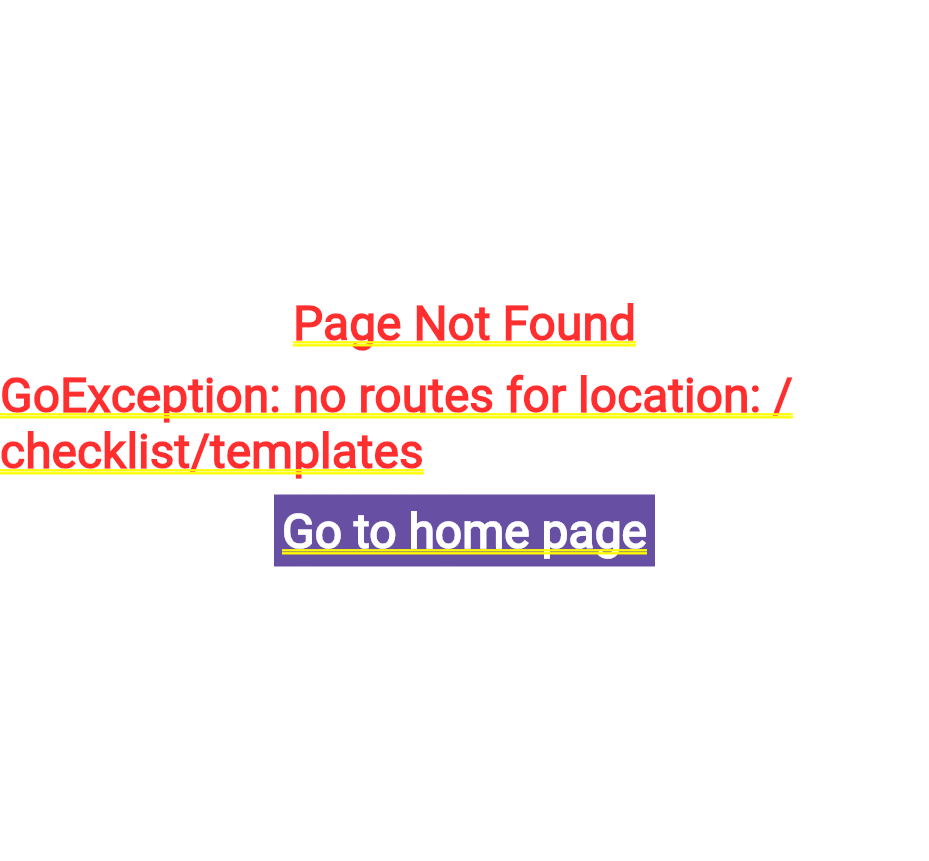 Page Not Found
GoException: no routes for location: /
checklist/templates
Go to home page